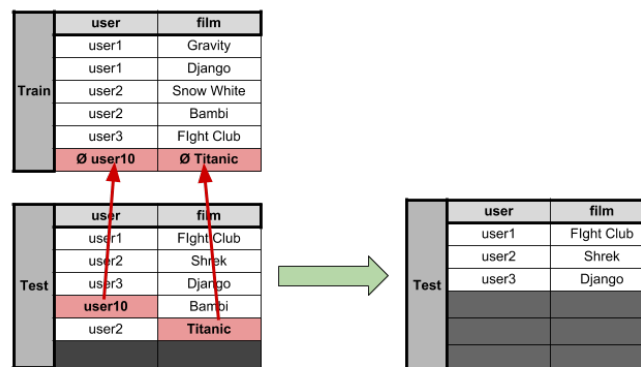 user film
user1 Gravity
user1 Django
Train user2 Snow White
user2 Bambi
user3 FIght Club
Ø user10 Ø Titanic
user film
user1 FIght Club
user2 Shrek
Test user3 Django
user10 Bambi
user2 Titanic
user film
user1 FIght Club
user2 Shrek
Test user3 Django